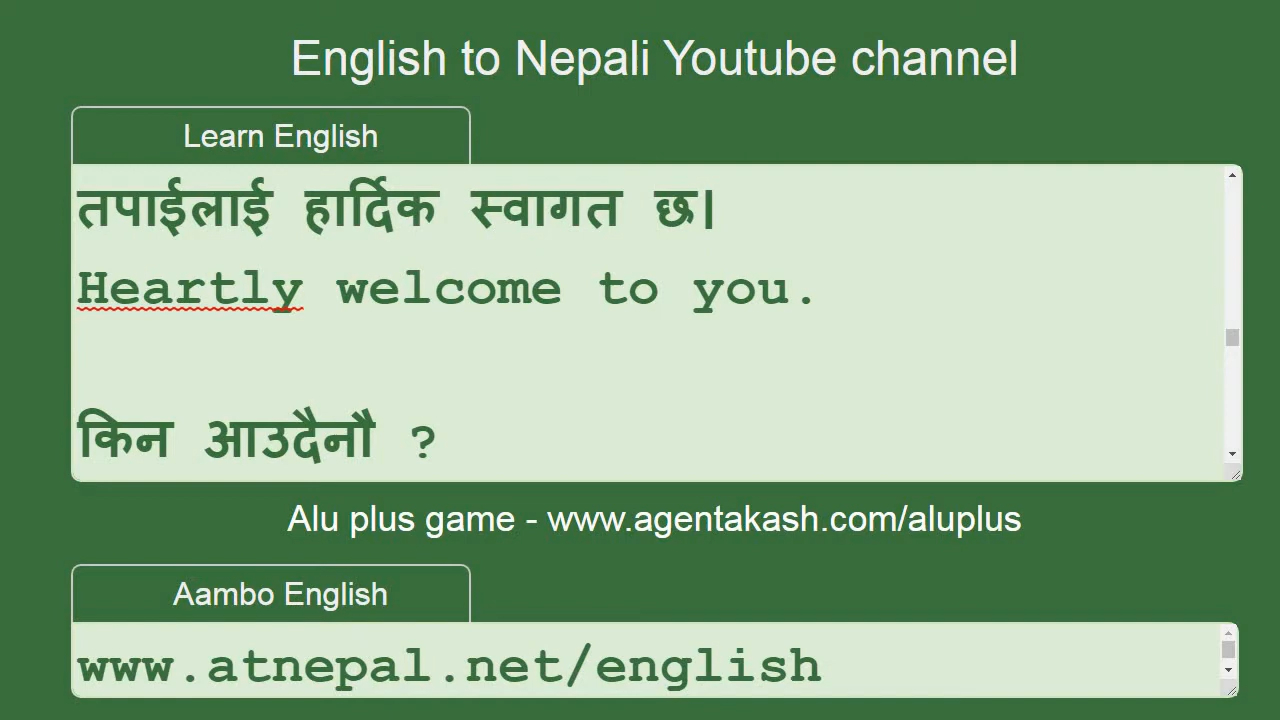 English to Nepali Youtube channel
Learn English
तपाईलाई हार्दिक स्वागत छ।
Heartly welcome to you.
किन आउदैनौ ?
Alu plus game - www.agentakash.com/aluplus
Aambo English
www.atnepal.net/english